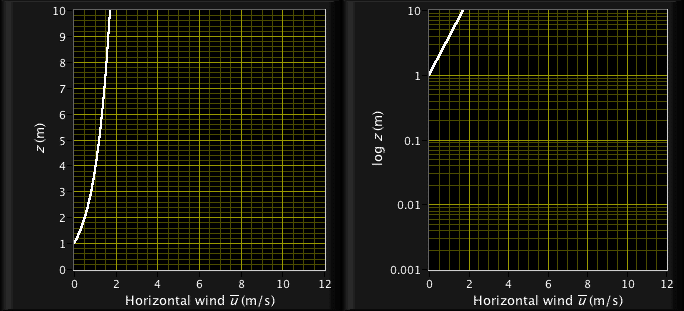 10
9
8
7
6
5
4
3
2
1
0
z (m)
0 2 4 6 8 10 12
Horizontal wind u̅ (m/s)
10
1
0.1
0.01
0.001
log z (m)
0 2 4 6 8 10 12
Horizontal wind u̅ (m/s)